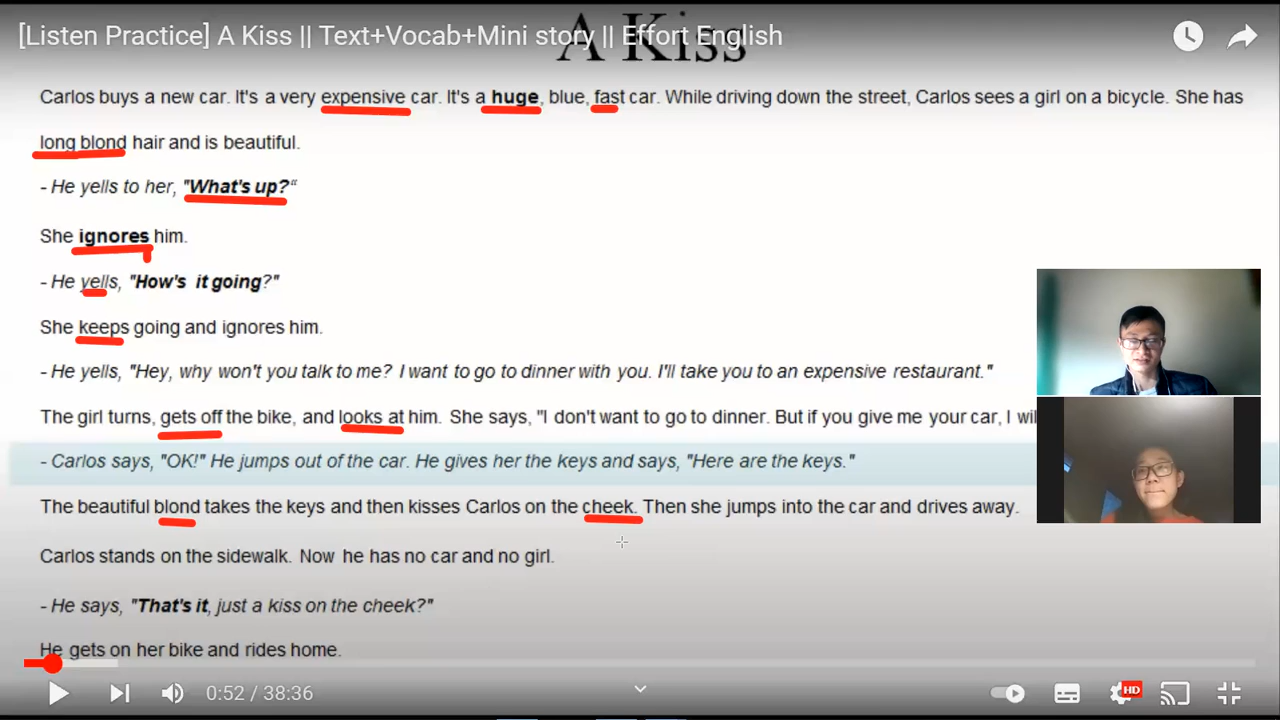 [Listen Practice] A Kiss || Text+Vocab+Mini story || Effort English
A Kiss
Carlos buys a new car. It's a very expensive car. It's a huge, blue, fast car. While driving down the street, Carlos sees a girl on a bicycle. She has
long blond hair and is beautiful.
- He yells to her, "What's up?“
She ignores him.
- He yells, "How's it going?"
She keeps going and ignores him.
- He yells, "Hey, why won't you talk to me? I want to go to dinner with you. I'll take you to an expensive restaurant."
The girl turns, gets off the bike, and looks at him. She says, "I don't want to go to dinner. But if you give me your car, I wil
- Carlos says, "OK!" He jumps out of the car. He gives her the keys and says, "Here are the keys."
The beautiful blond takes the keys and then kisses Carlos on the cheek. Then she jumps into the car and drives away.
Carlos stands on the sidewalk. Now he has no car and no girl.
- He says, "That's it, just a kiss on the cheek?"
He gets on her bike and rides home.
0:52 / 38:36
HD